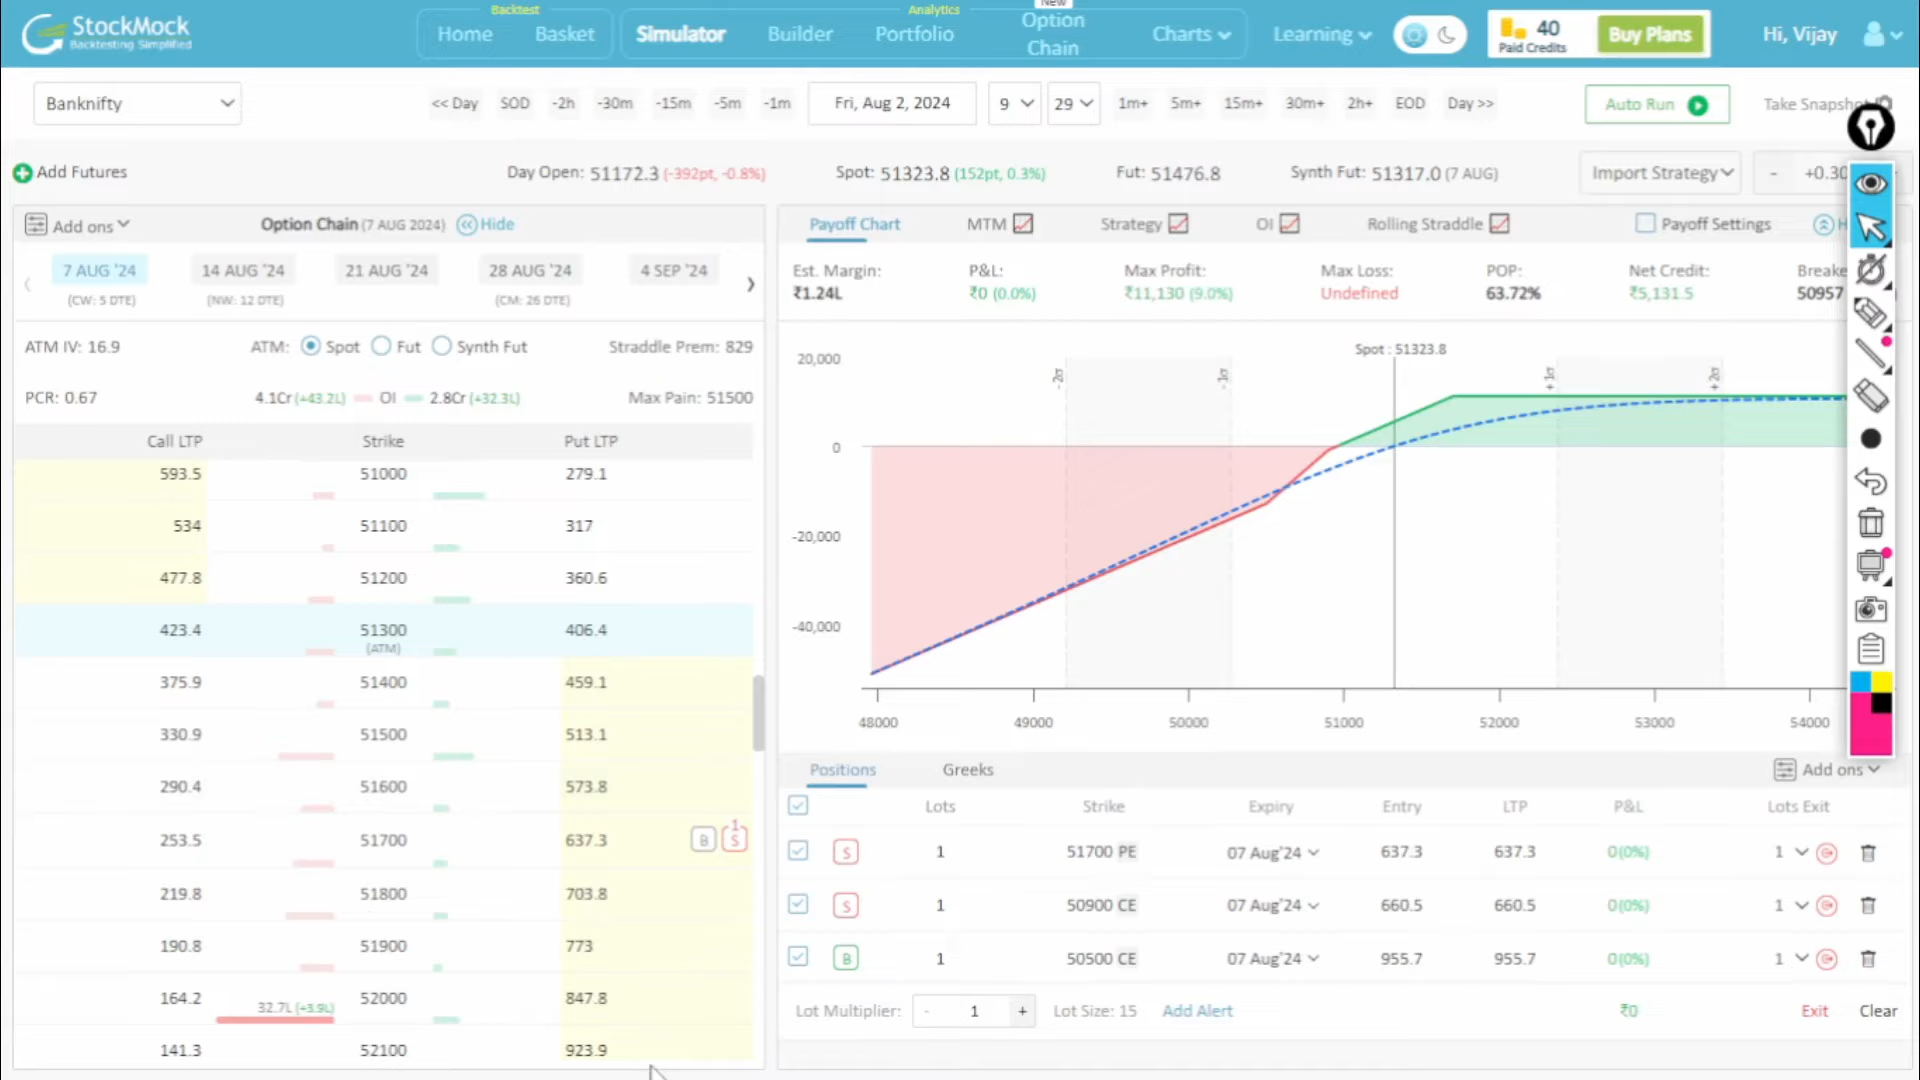 StockMock
Backtesting Simplified
Backtest
Home
Basket
Simulator
Builder
Analytics
Portfolio
New
Option
Chain
Charts
Learning
40
Paid Credits
Buy Plans
Hi, Vijay
Banknifty
<< Day
SOD
-2h
-30m
-15m
-5m
-1m
Fri, Aug 2, 2024
9
29
1m+
5m+
15m+
30m+
2h+
EOD
Day >>
Auto Run
Take Snapshot
Add Futures
Day Open: 51172.3 (-392pt, -0.8%)
Spot: 51323.8 (152pt, 0.3%)
Fut: 51476.8
Synth Fut: 51317.0 (7 AUG)
Import Strategy
- +0.30
Add ons
Option Chain (7 AUG 2024)
Hide
7 AUG '24
(CW: 5 DTE)
14 AUG '24
(NW: 12 DTE)
21 AUG '24
28 AUG '24
(CM: 26 DTE)
4 SEP '24
ATM IV: 16.9
ATM: Spot Fut Synth Fut
Straddle Prem: 829
PCR: 0.67
4.1Cr (+43.2L) OI 2.8Cr (+32.3L)
Max Pain: 51500
Call LTP Strike Put LTP
593.5 51000 279.1
534 51100 317
477.8 51200 360.6
423.4 51300 406.4
(ATM)
375.9 51400 459.1
330.9 51500 513.1
290.4 51600 573.8
253.5 51700 637.3 B S 1
219.8 51800 703.8
190.8 51900 773
164.2 32.7L (+3.9L) 52000 847.8
141.3 52100 923.9
Payoff Chart
MTM
Strategy
OI
Rolling Straddle
Payoff Settings
H
Est. Margin:
₹1.24L
P&L:
₹0 (0.0%)
Max Profit:
₹11,130 (9.0%)
Max Loss:
Undefined
POP:
63.72%
Net Credit:
₹5,131.5
Breake
50957
Spot : 51323.8
20,000
0
-20,000
-40,000
-2σ
-1σ
+1σ
+2σ
48000 49000 50000 51000 52000 53000 54000
Positions
Greeks
Add ons
Lots Strike Expiry Entry LTP P&L Lots Exit
S 1 51700 PE 07 Aug'24 637.3 637.3 0(0%) 1
S 1 50900 CE 07 Aug'24 660.5 660.5 0(0%) 1
B 1 50500 CE 07 Aug'24 955.7 955.7 0(0%) 1
Lot Multiplier: - 1 + Lot Size: 15 Add Alert ₹0 Exit Clear